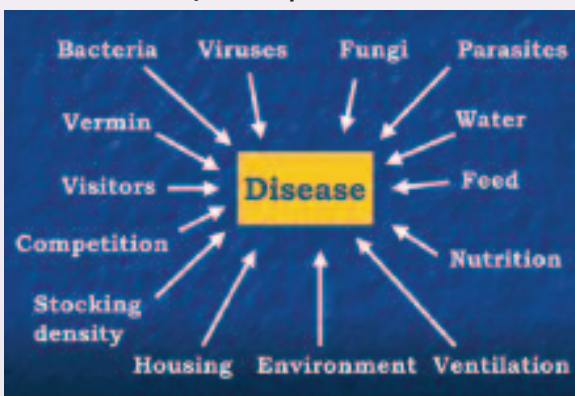 Bacteria Viruses Fungi Parasites
Vermin Water
Visitors Disease Feed
Competition Nutrition
Stocking
density
Housing Environment Ventilation